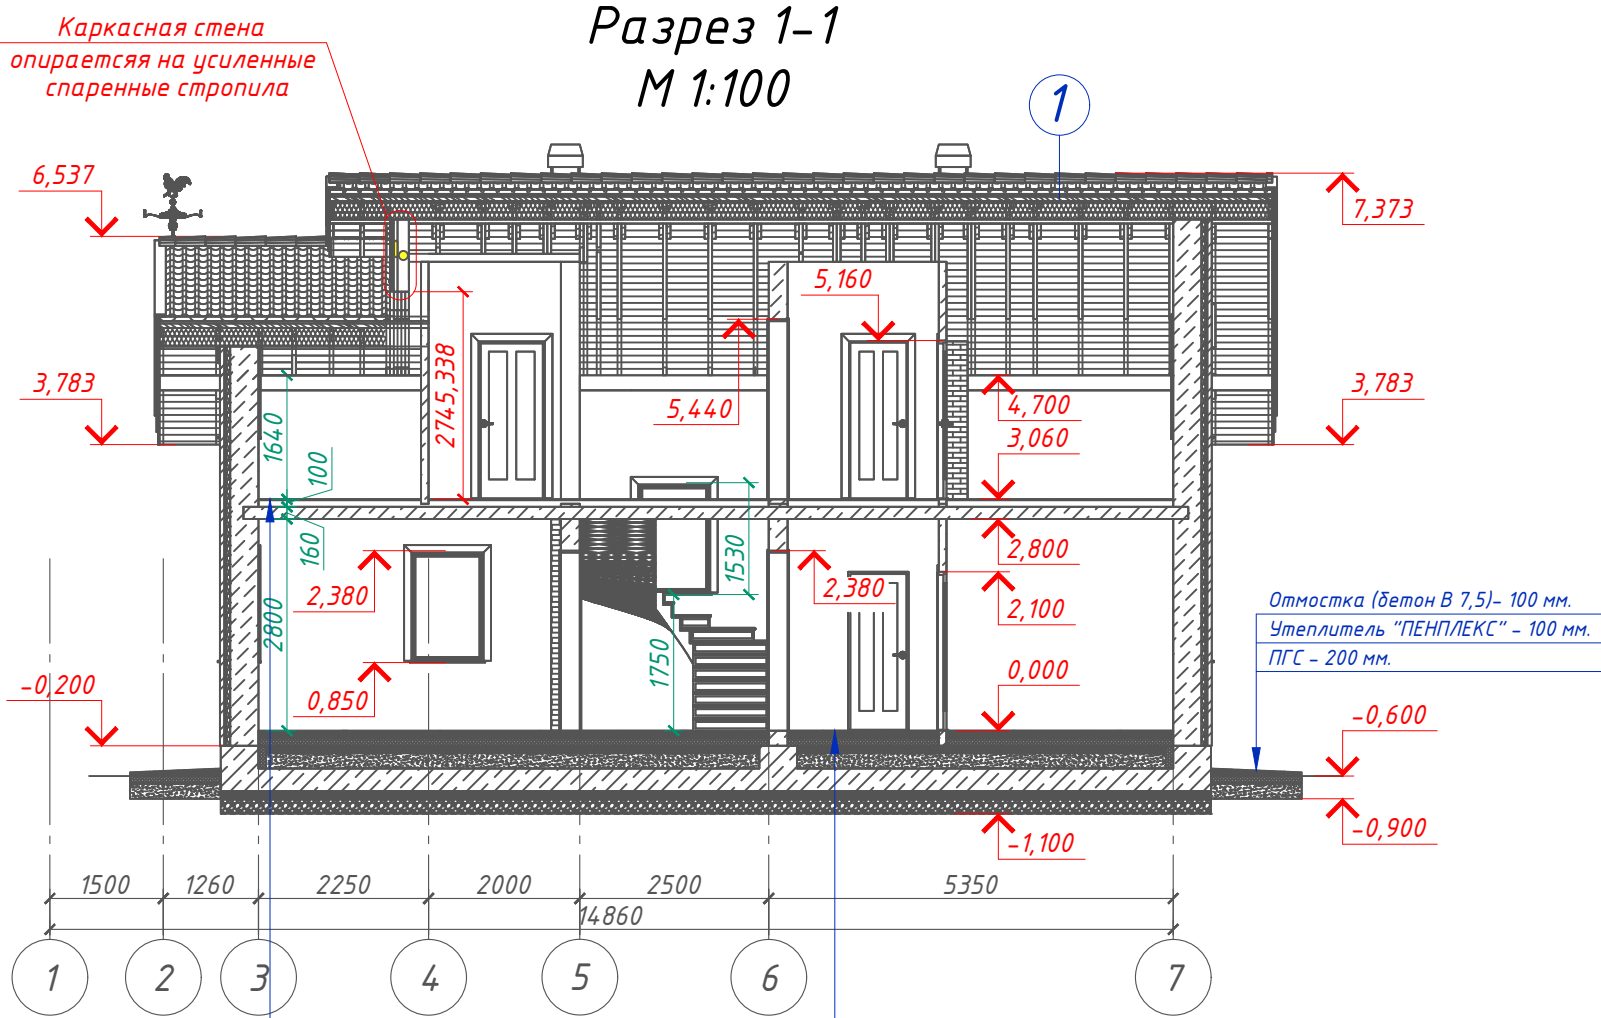 Разрез 1-1
М 1:100
Каркасная стена
опирается на усиленные
спаренные стропила
1
6,537
7,373
5,160
2745,338
5,440
3,783
3,783
4,700
3,060
1640
100
160
2,800
1530
2,380
2,380
2,100
2800
1750
0,000
0,850
-0,200
Отмостка (бетон В 7,5)- 100 мм.
Утеплитель "ПЕНПЛЕКС" - 100 мм.
ПГС - 200 мм.
-0,600
-0,900
-1,100
1500 1260 2250 2000 2500 5350
14860
1 2 3 4 5 6 7